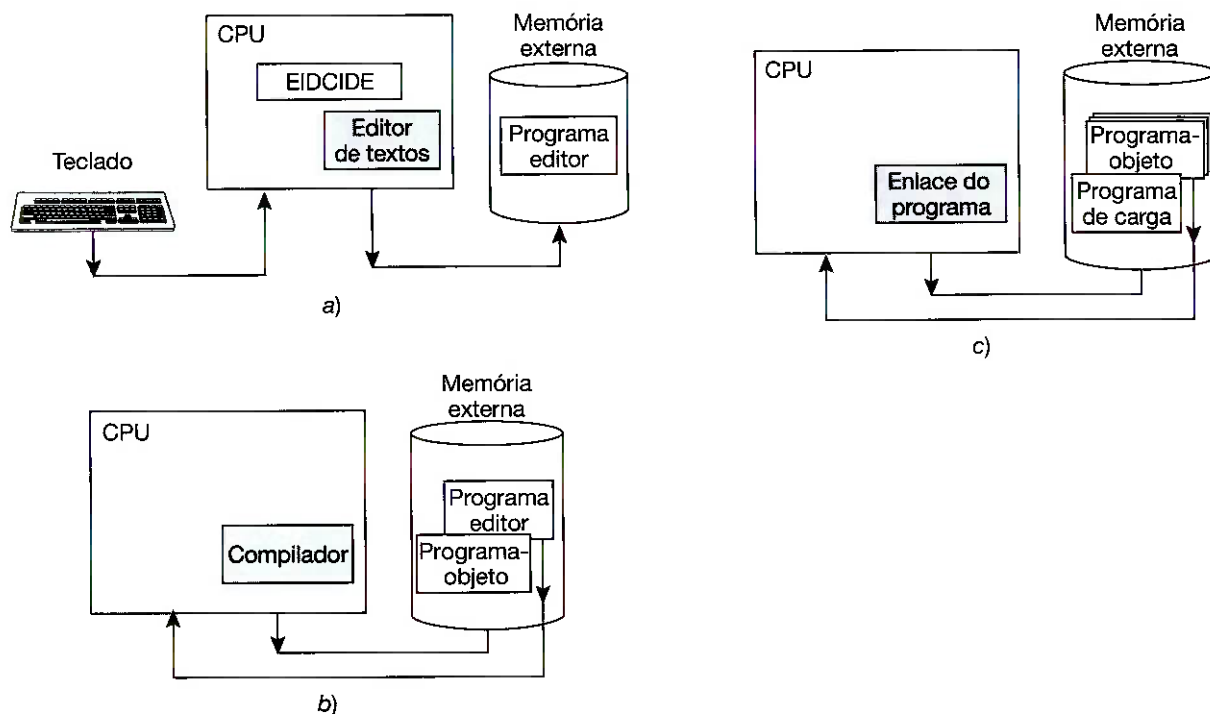 CPU
EIDCIDE
Editor
de textos
Memória
externa
Programa
editor
Teclado
a)
CPU
Enlace do
programa
Memória
externa
Programa-
objeto
Programa
de carga
c)
CPU
Compilador
Memória
externa
Programa
editor
Programa-
objeto
b)